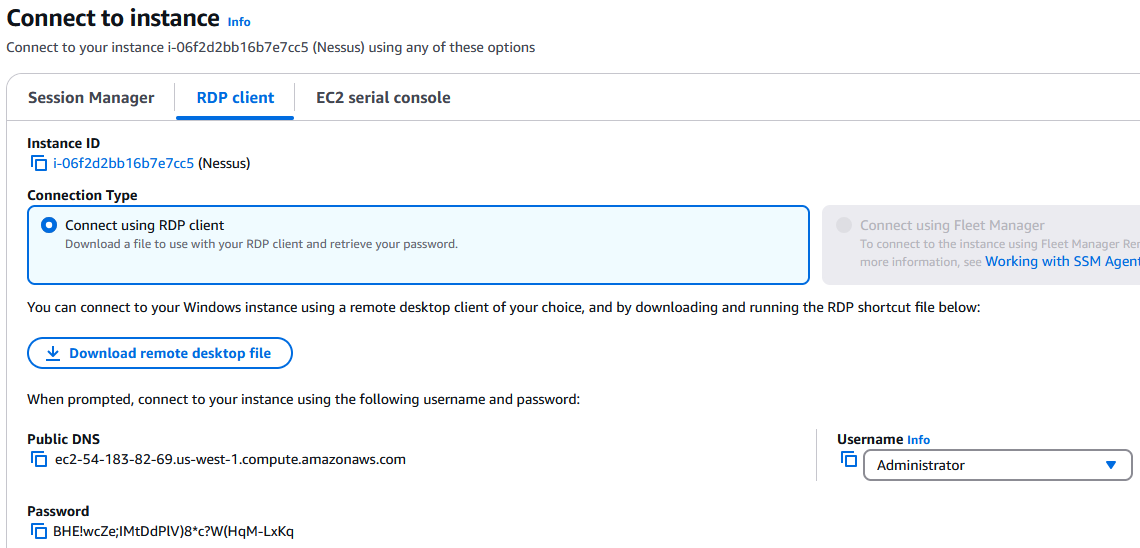 Connect to instance Info
Connect to your instance i-06f2d2bb16b7e7cc5 (Nessus) using any of these options
Session Manager RDP client EC2 serial console
Instance ID
i-06f2d2bb16b7e7cc5 (Nessus)
Connection Type
Connect using RDP client
Download a file to use with your RDP client and retrieve your password.
Connect using Fleet Manager
To connect to the instance using Fleet Manager Rem
more information, see Working with SSM Agent
You can connect to your Windows instance using a remote desktop client of your choice, and by downloading and running the RDP shortcut file below:
Download remote desktop file
When prompted, connect to your instance using the following username and password:
Public DNS
ec2-54-183-82-69.us-west-1.compute.amazonaws.com
Username Info
Administrator
Password
BHE!wcZe;IMtDdPlV)8*c?W(HqM-LxKq